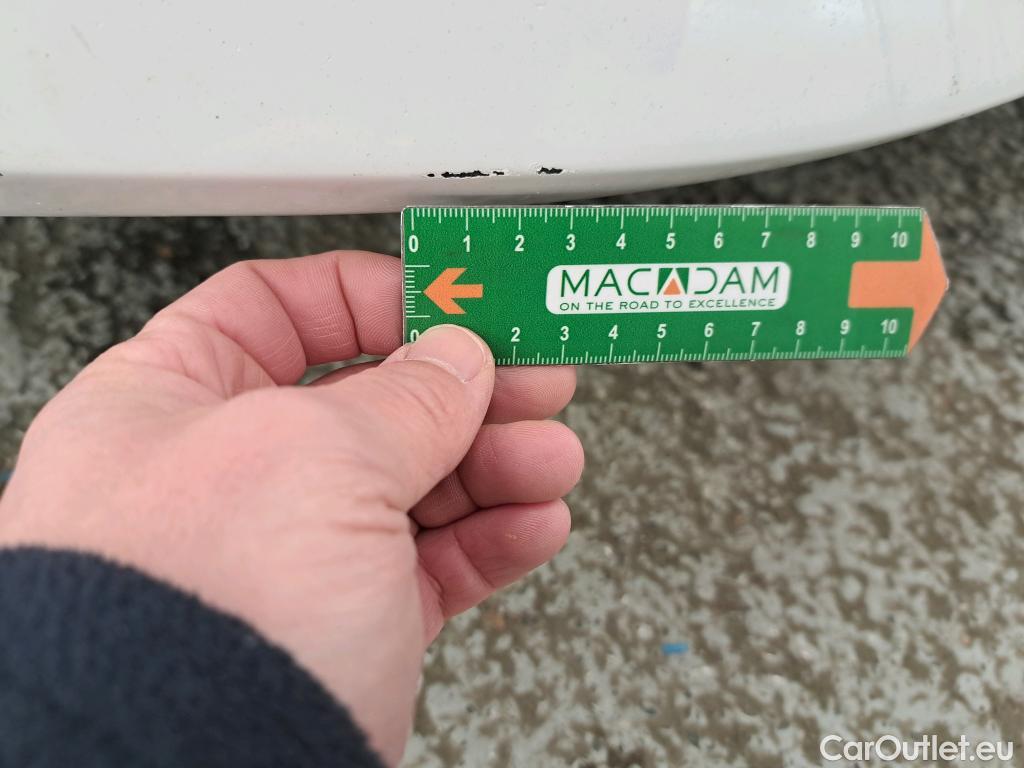 0 1 2 3 4 5 6 7 8 9 10
MACADAM
ON THE ROAD TO EXCELLENCE
0 2 3 4 5 6 7 8 9 10
CarOutlet.eu